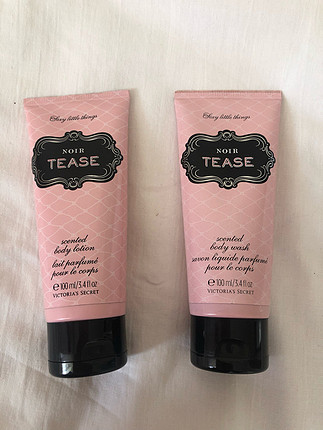 Sexy little things
NOIR
TEASE
scented
body lotion
lait parfumé
pour le corps
℮ 100 ml/3.4 fl oz
VICTORIA'S SECRET
Sexy little things
NOIR
TEASE
scented
body wash
savon liquide parfumé
pour le corps
℮ 100 ml/3.4 fl oz
VICTORIA'S SECRET